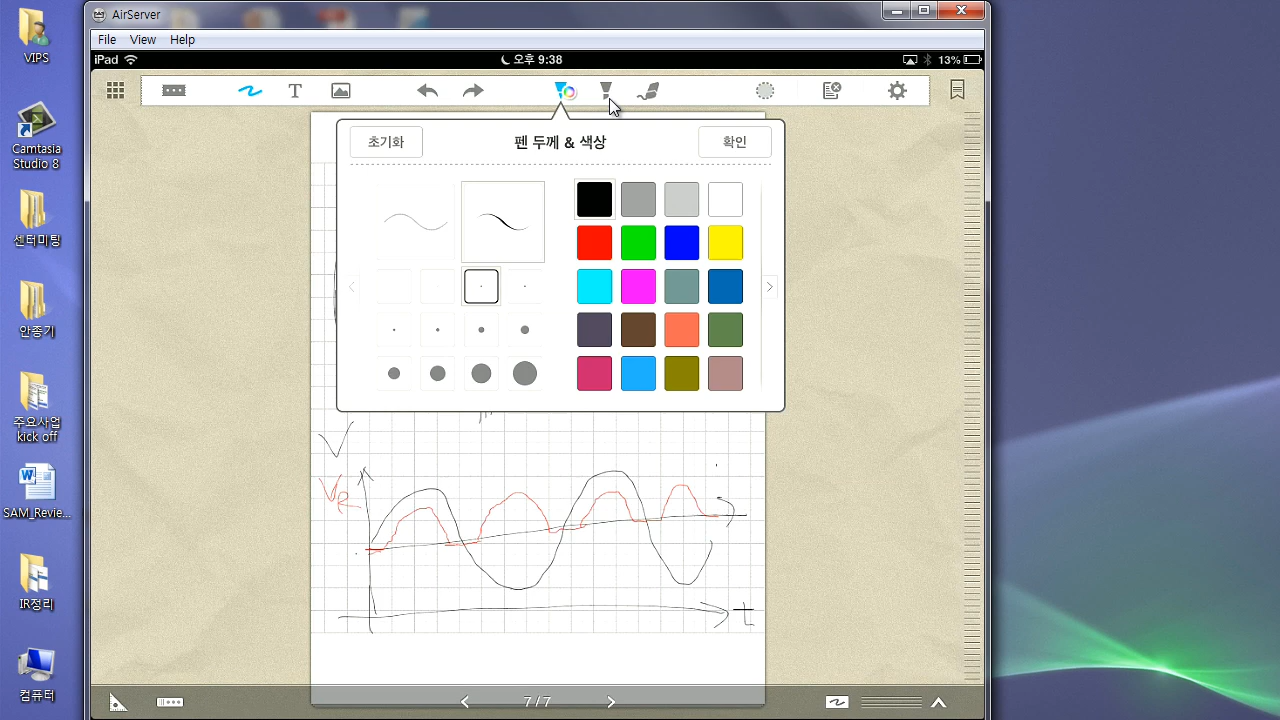 AirServer
File View Help
iPad 오후 9:38 13%
T
초기화 펜 두께 & 색상 확인
V
VR
t
7 / 7
VIPS
Camtasia
Studio 8
센터미팅
안종기
주요사업
kick off
SAM_Revie...
IR정리
컴퓨터